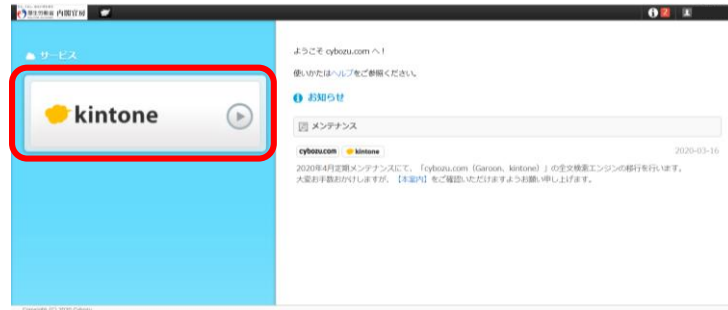 厚生労働省 内閣官房
2
サービス
kintone
ようこそ cybozu.com へ！
使いかたはヘルプをご参照ください。
お知らせ
メンテナンス
cybozu.com kintone 2020-03-16
2020年4月定期メンテナンスにて、「cybozu.com（Garoon、kintone）」の全文検索エンジンの移行を行います。
大変お手数おかけしますが、【本案内】をご確認いただけますようお願い申し上げます。